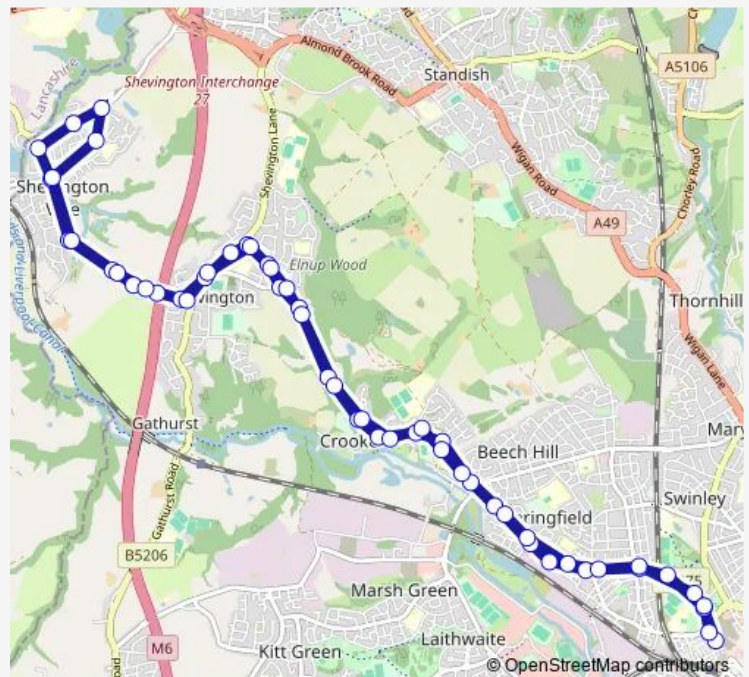 Lancashire
Shevington Interchange
27
Almond Brook Road
Standish
A5106
Shevington Lane
Wigan Road
Chorley Road
A49
Elnup Wood
Thornhill
Wigan Lane
Gathurst
Crook
Beech Hill
Swinley
Gathurst Road
B5206
Marsh Green
M6
Kitt Green
Laithwaite
© OpenStreetMap contributors